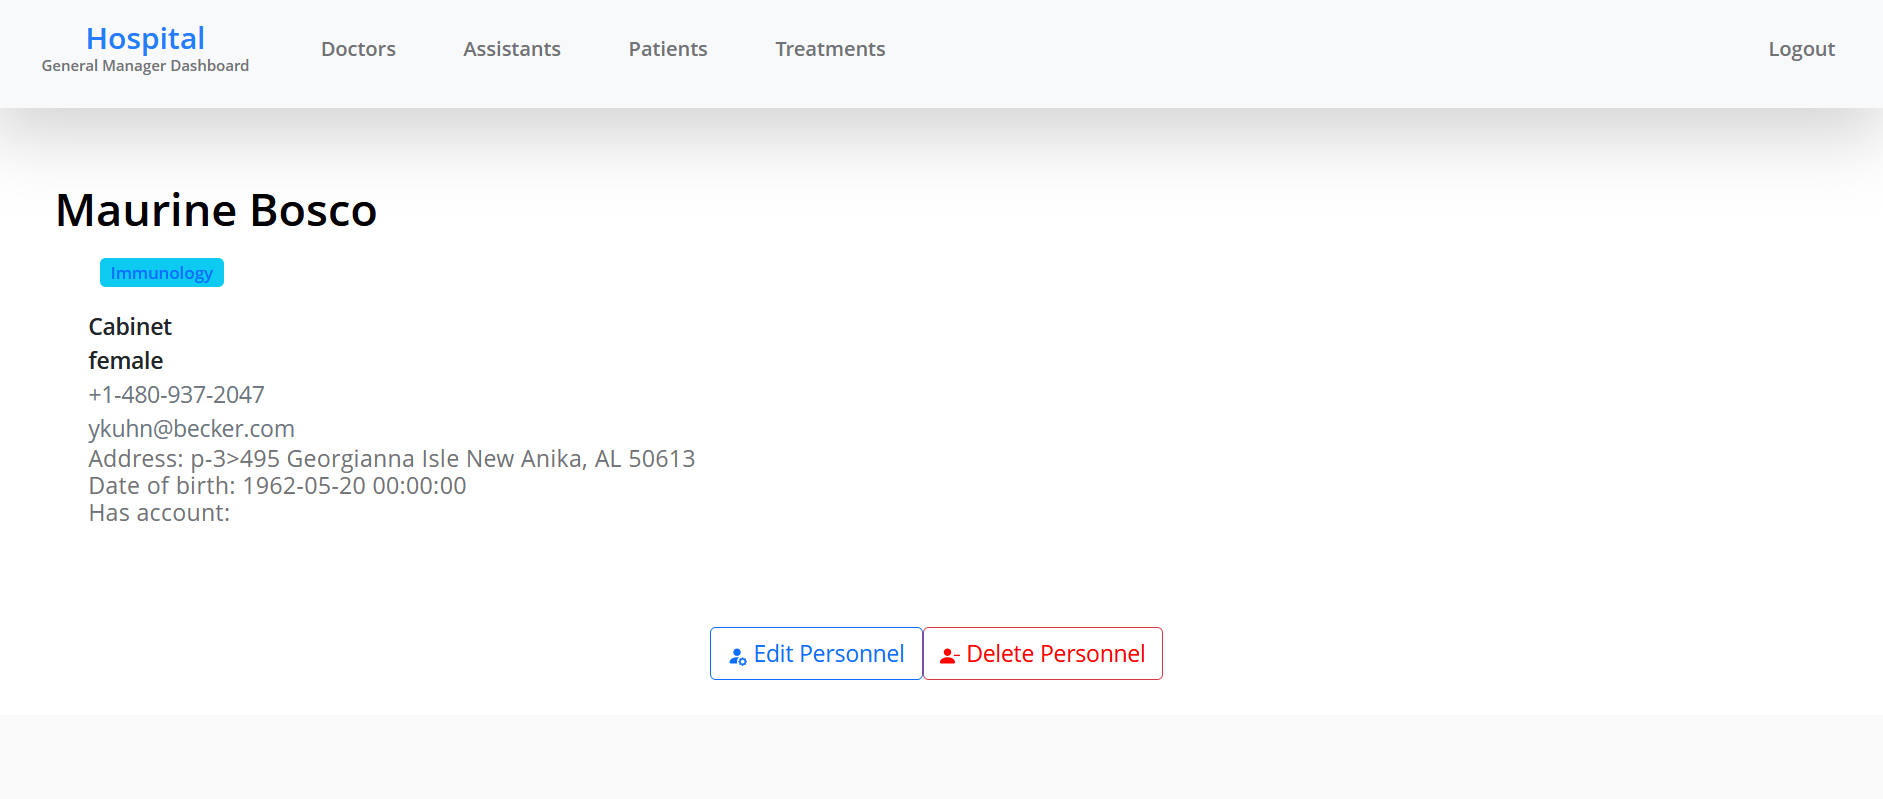 Hospital
General Manager Dashboard
Doctors
Assistants
Patients
Treatments
Logout
Maurine Bosco
Immunology
Cabinet
female
+1-480-937-2047
ykuhn@becker.com
Address: p-3>495 Georgianna Isle New Anika, AL 50613
Date of birth: 1962-05-20 00:00:00
Has account:
Edit Personnel
Delete Personnel